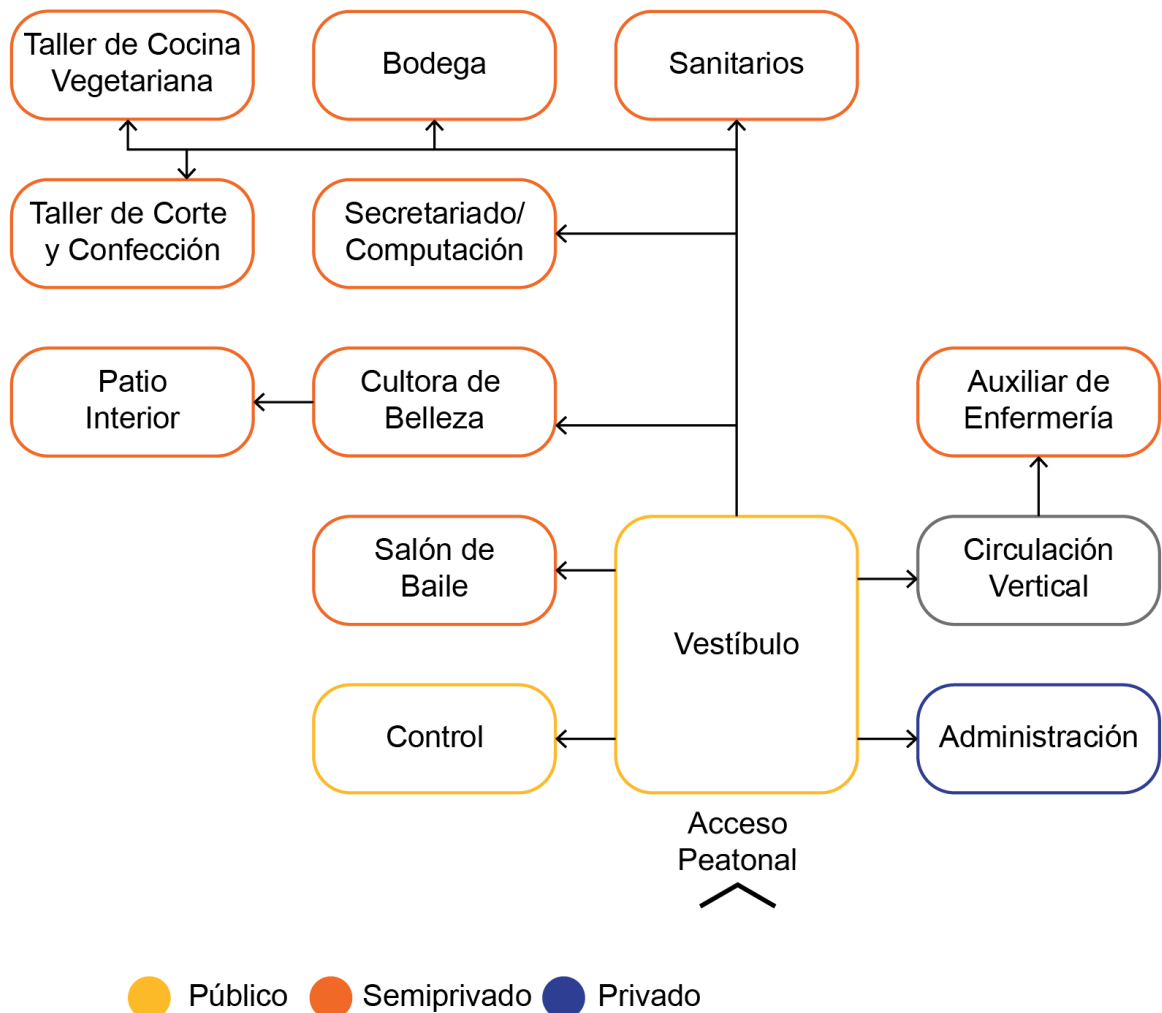 Taller de Cocina
Vegetariana
Bodega
Sanitarios
Taller de Corte
y Confección
Secretariado/
Computación
Patio
Interior
Cultora de
Belleza
Auxiliar de
Enfermería
Salón de
Baile
Vestíbulo
Circulación
Vertical
Control
Administración
Acceso
Peatonal
Público
Semiprivado
Privado